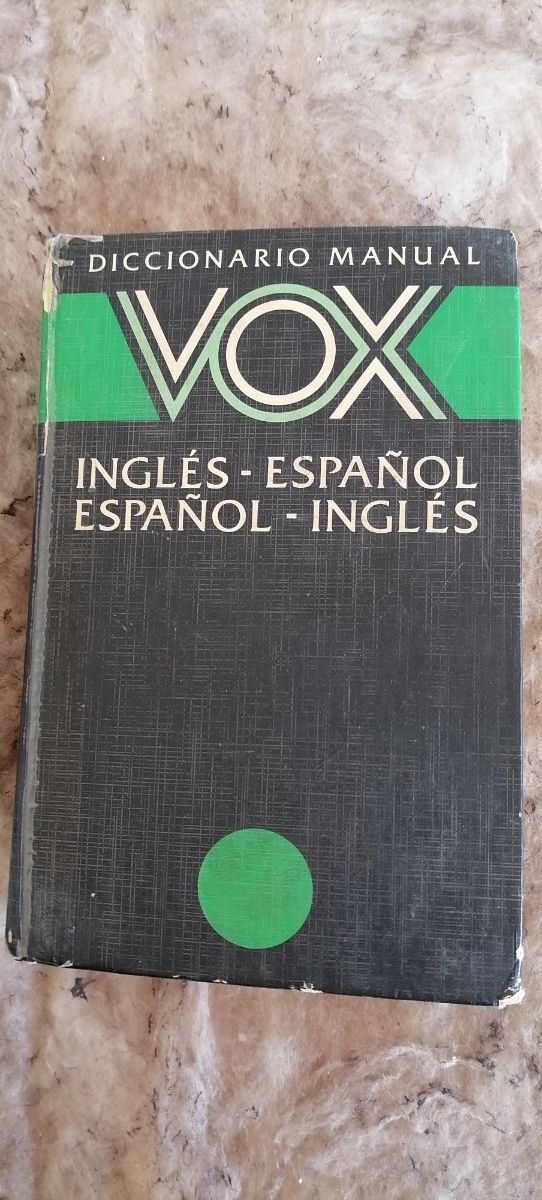 DICCIONARIO MANUAL
VOX
INGLÉS - ESPAÑOL
ESPAÑOL - INGLÉS